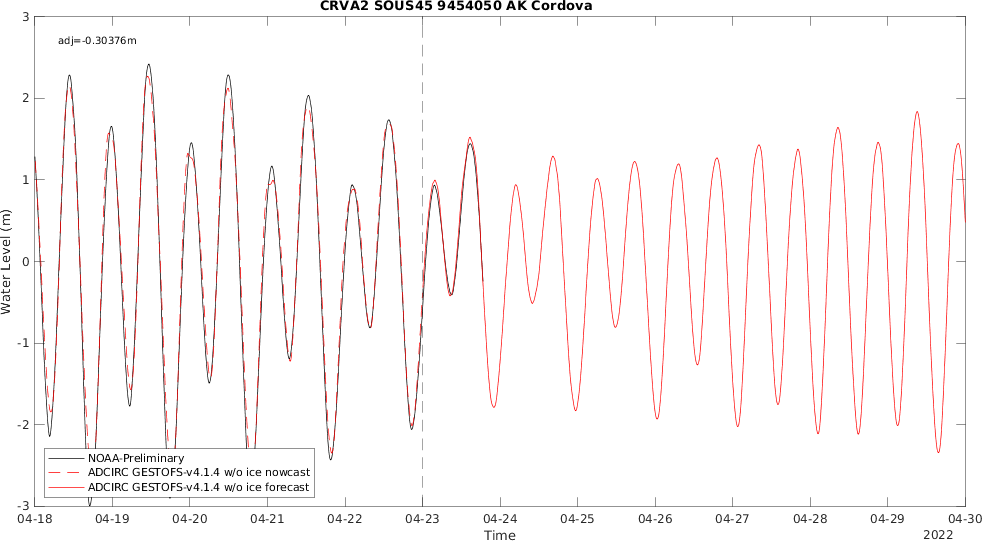 CRVA2 SOUS45 9454050 AK Cordova
adj=-0.30376m
3
2
1
0
-1
-2
-3
Water Level (m)
NOAA-Preliminary
ADCIRC GESTOFS-v4.1.4 w/o ice nowcast
ADCIRC GESTOFS-v4.1.4 w/o ice forecast
04-18 04-19 04-20 04-21 04-22 04-23 04-24 04-25 04-26 04-27 04-28 04-29 04-30
Time
2022